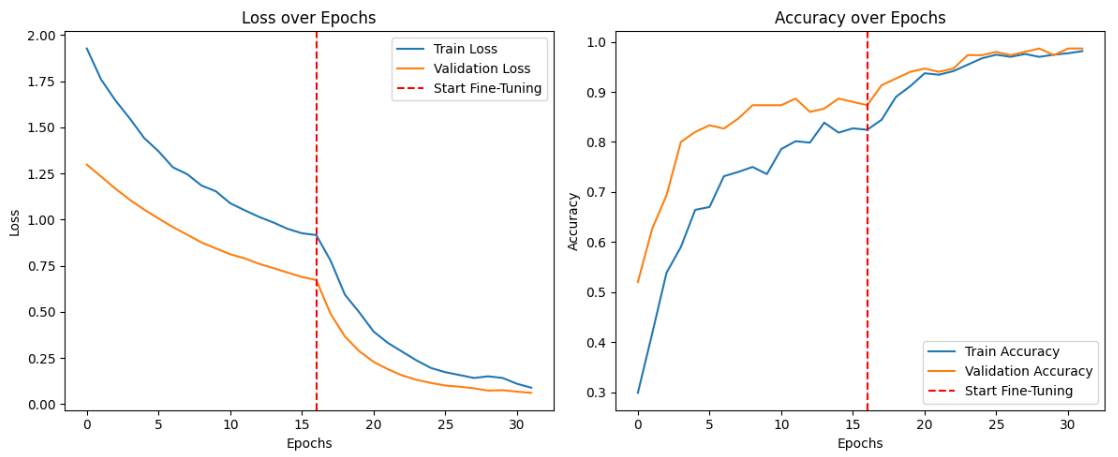 Loss over Epochs
2.00
1.75
1.50
1.25
1.00
0.75
0.50
0.25
0.00
Loss
0 5 10 15 20 25 30
Epochs
Train Loss
Validation Loss
Start Fine-Tuning
Accuracy over Epochs
1.0
0.9
0.8
0.7
0.6
0.5
0.4
0.3
Accuracy
0 5 10 15 20 25 30
Epochs
Train Accuracy
Validation Accuracy
Start Fine-Tuning